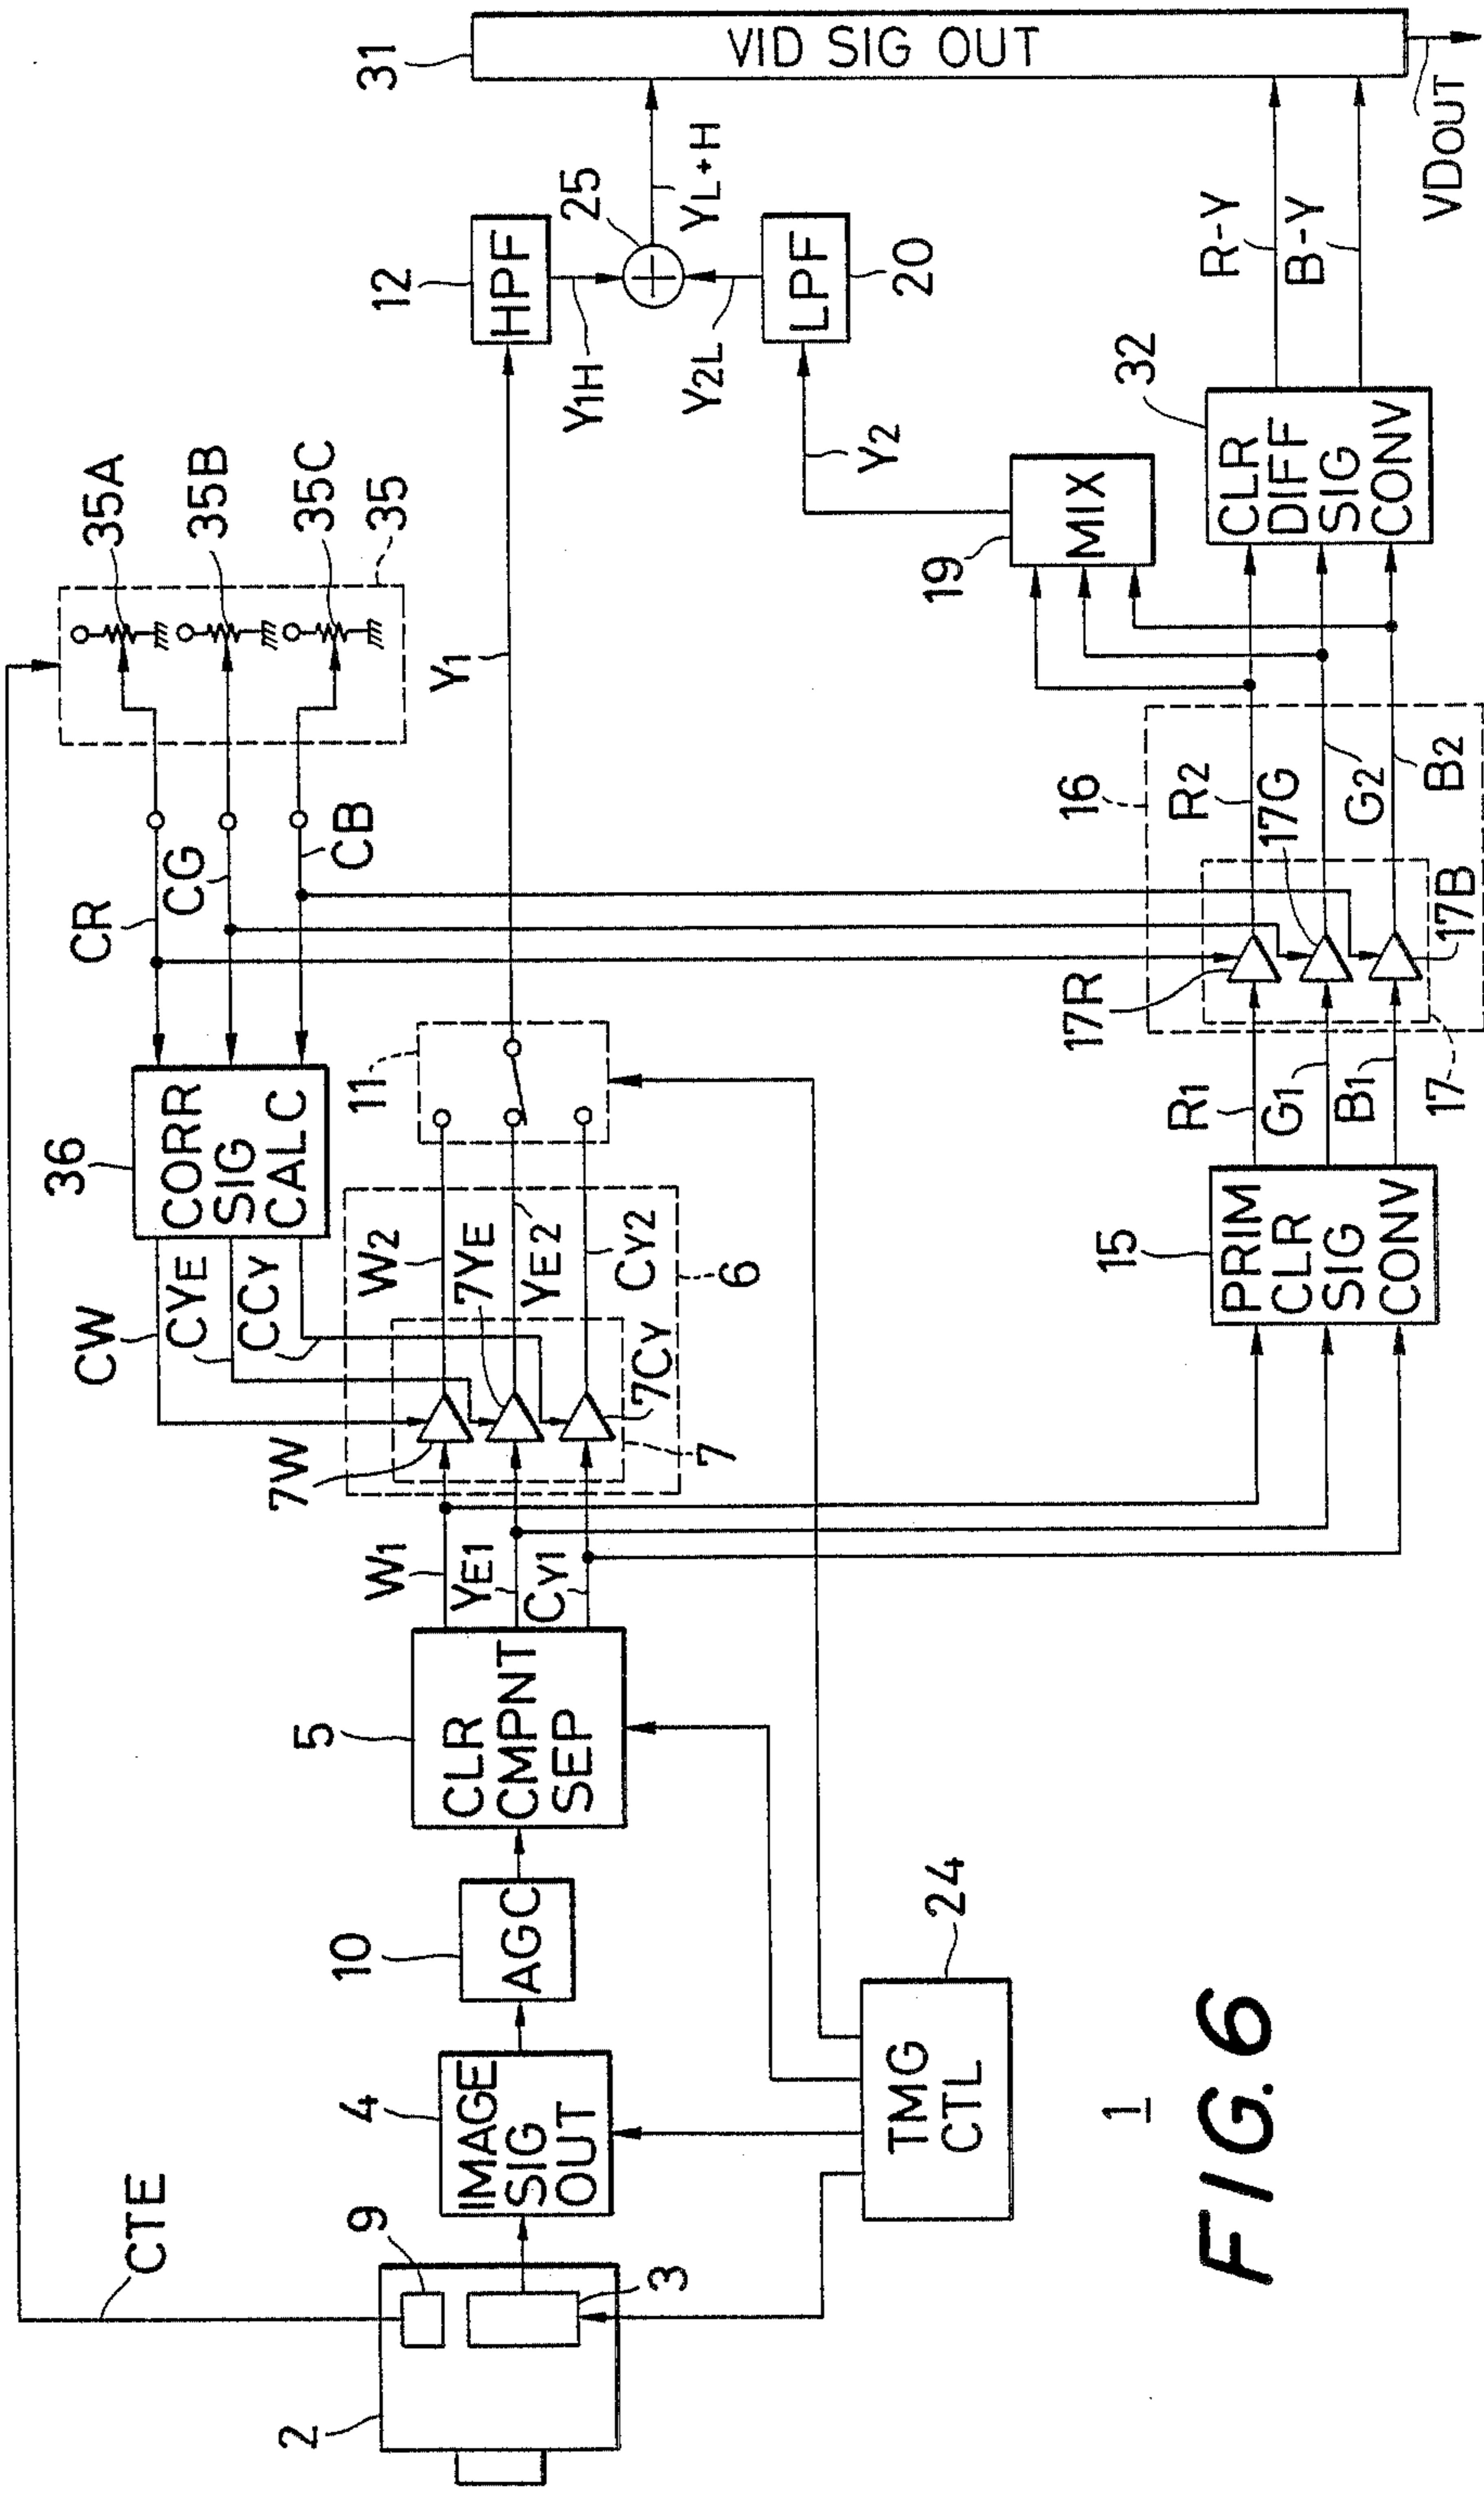 CTE
35A
35B
35C
35
CR
CG
CB
36
CORR
SIG
CALC
CW
CYE
CCY
2
9
3
4
IMAGE
SIG
OUT
10
AGC
5
CLR
CMPNT
SEP
W1
YE1
CY1
7W
7YE
7CY
7
6
W2
YE2
CY2
11
Y1
12
HPF
Y1H
25
YL+H
Y2L
LPF
20
Y2
31
VID SIG OUT
VDOUT
24
TMG
CTL
15
PRIM
CLR
SIG
CONV
R1
G1
B1
17R
17G
17B
17
16
R2
G2
B2
19
MIX
32
CLR
DIFF
SIG
CONV
R-Y
B-Y
1
FIG. 6